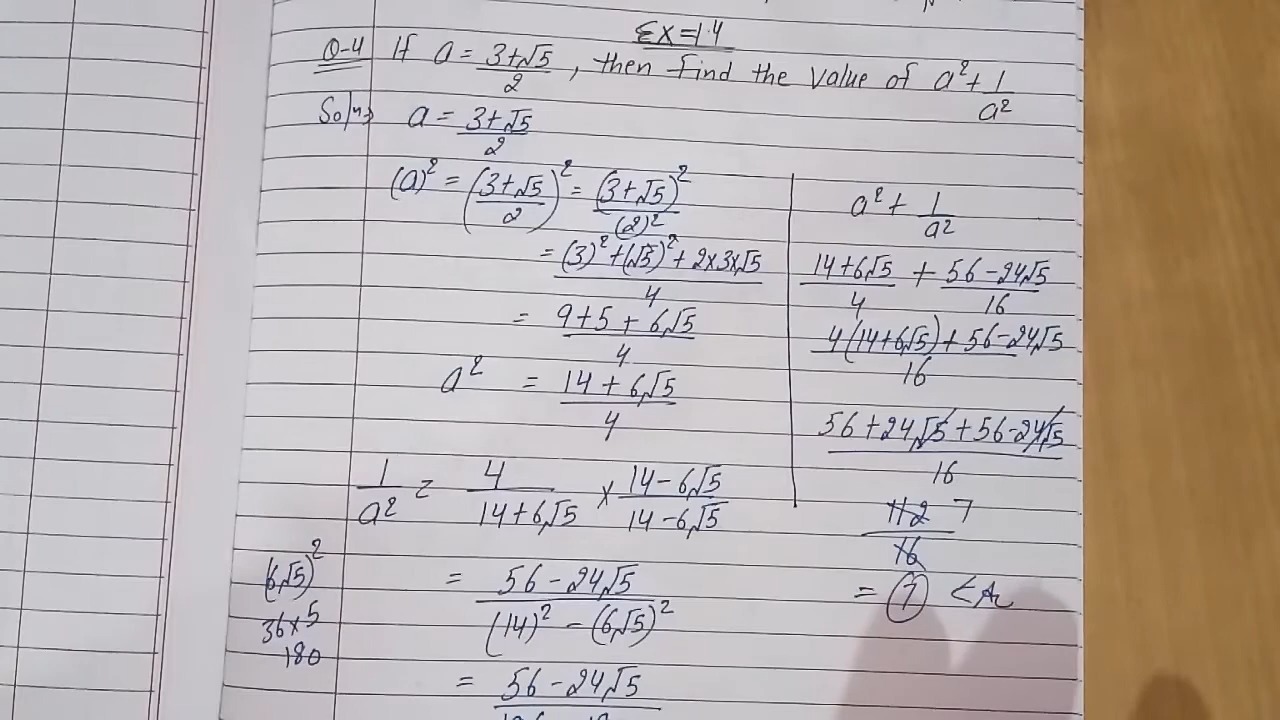 Ex=1.4
Q-4 If a = (3+√5)/2, then find the value of a²+1/a²
Soln→ a = (3+√5)/2
(a)² = ((3+√5)/2)² = (3+√5)²/(2)²
= ((3)²+(√5)²+2×3×√5)/4
= (9+5+6√5)/4
a² = (14+6√5)/4
1/a² = 4/(14+6√5) × (14-6√5)/(14-6√5)
= (56-24√5)/((14)²-(6√5)²)
= 56-24√5
(6√5)²
36×5
180
a²+1/a²
(14+6√5)/4 + (56-24√5)/16
(4(14+6√5)+56-24√5)/16
(56+24√5+56-24√5)/16
112/16 7
= 7